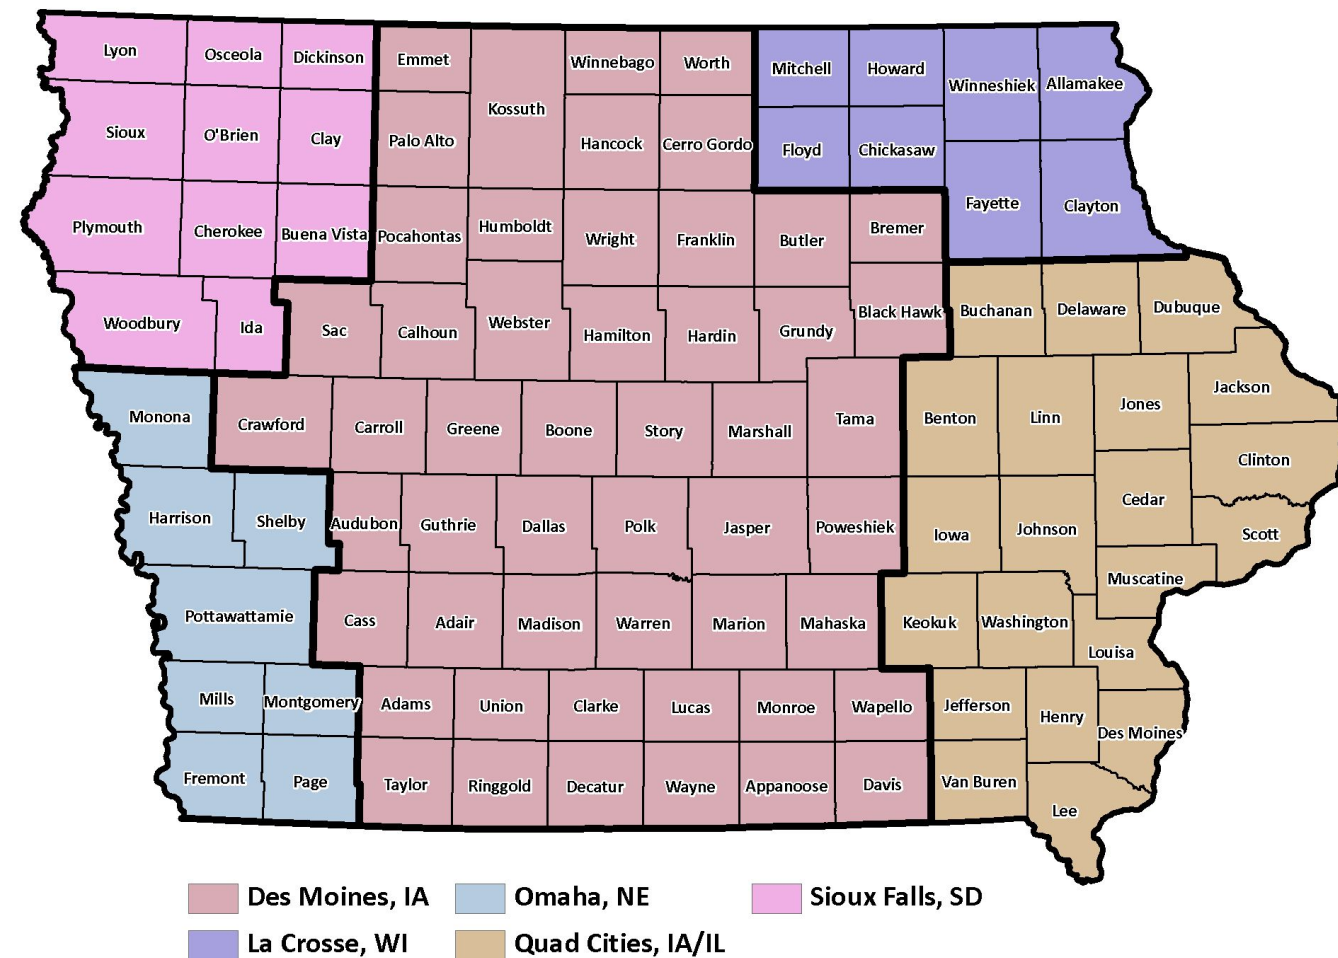 Lyon
Osceola
Dickinson
Emmet
Kossuth
Winnebago
Worth
Mitchell
Howard
Winneshiek
Allamakee
Sioux
O'Brien
Clay
Palo Alto
Hancock
Cerro Gordo
Floyd
Chickasaw
Plymouth
Cherokee
Buena Vista
Pocahontas
Humboldt
Wright
Franklin
Butler
Bremer
Fayette
Clayton
Woodbury
Ida
Sac
Calhoun
Webster
Hamilton
Hardin
Grundy
Black Hawk
Buchanan
Delaware
Dubuque
Monona
Crawford
Carroll
Greene
Boone
Story
Marshall
Tama
Benton
Linn
Jones
Jackson
Clinton
Harrison
Shelby
Audubon
Guthrie
Dallas
Polk
Jasper
Poweshiek
Iowa
Johnson
Cedar
Scott
Muscatine
Pottawattamie
Cass
Adair
Madison
Warren
Marion
Mahaska
Keokuk
Washington
Louisa
Mills
Montgomery
Adams
Union
Clarke
Lucas
Monroe
Wapello
Jefferson
Henry
Des Moines
Fremont
Page
Taylor
Ringgold
Decatur
Wayne
Appanoose
Davis
Van Buren
Lee
Des Moines, IA
Omaha, NE
Sioux Falls, SD
La Crosse, WI
Quad Cities, IA/IL